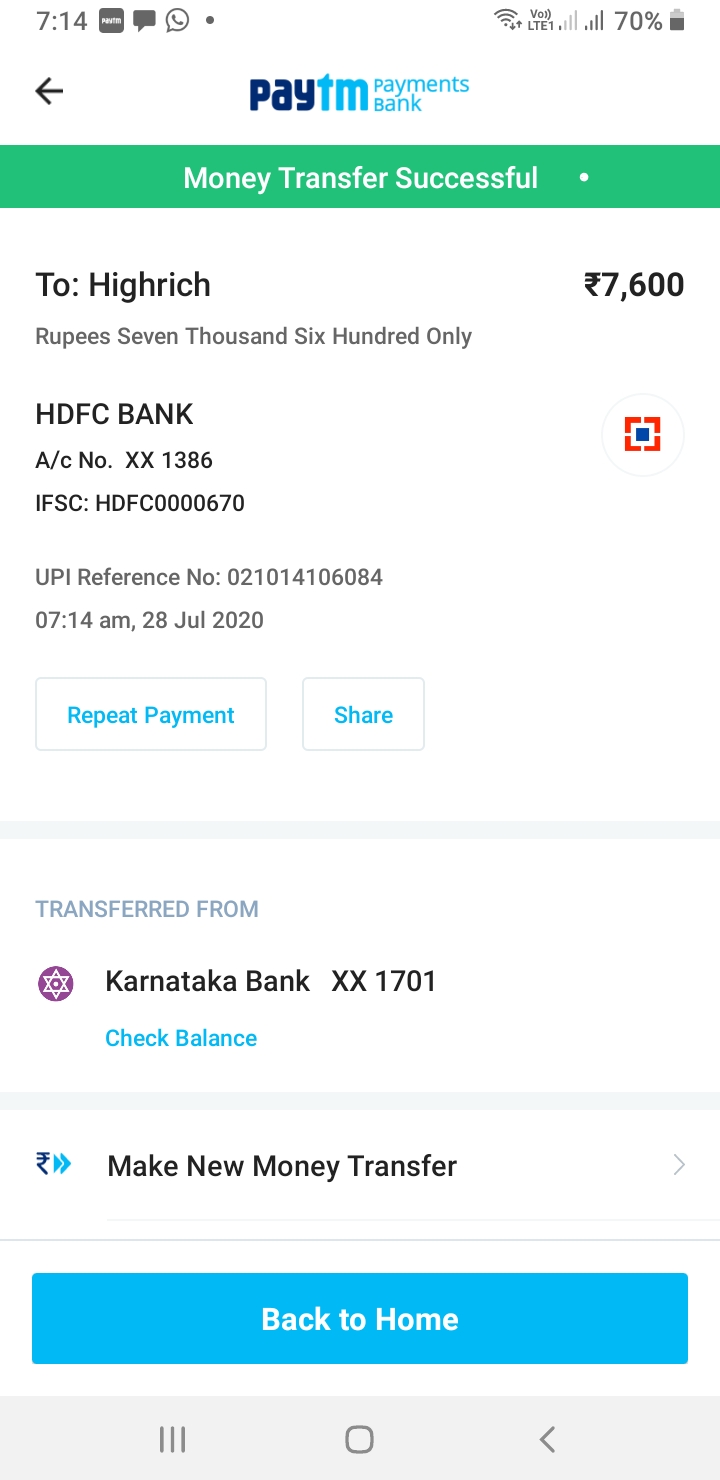 7:14 paytm Vo)) LTE1 70%
paytm Payments Bank
Money Transfer Successful
To: Highrich ₹7,600
Rupees Seven Thousand Six Hundred Only
HDFC BANK
A/c No. XX 1386
IFSC: HDFC0000670
UPI Reference No: 021014106084
07:14 am, 28 Jul 2020
Repeat Payment Share
TRANSFERRED FROM
Karnataka Bank XX 1701
Check Balance
₹ Make New Money Transfer
Back to Home